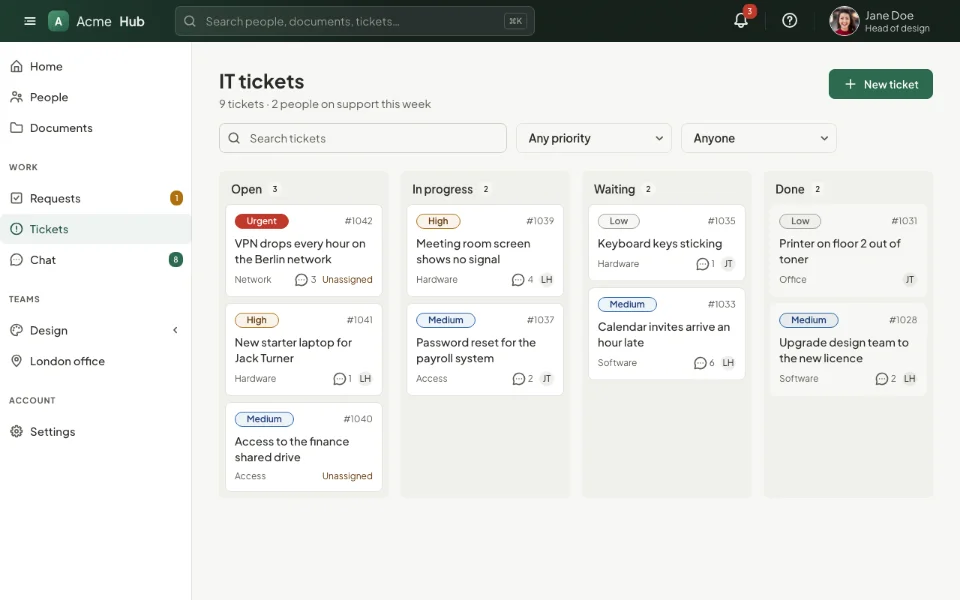 A Acme Hub
Search people, documents, tickets...
⌘K
3
Jane Doe
Head of design
Home
People
Documents
WORK
Requests 1
Tickets
Chat 8
TEAMS
Design
London office
ACCOUNT
Settings
IT tickets
9 tickets · 2 people on support this week
New ticket
Search tickets
Any priority
Anyone
Open 3
Urgent #1042
VPN drops every hour on
the Berlin network
Network 3 Unassigned
High #1041
New starter laptop for
Jack Turner
Hardware 1 LH
Medium #1040
Access to the finance
shared drive
Access Unassigned
In progress 2
High #1039
Meeting room screen
shows no signal
Hardware 4 LH
Medium #1037
Password reset for the
payroll system
Access 2 JT
Waiting 2
Low #1035
Keyboard keys sticking
Hardware 1 JT
Medium #1033
Calendar invites arrive an
hour late
Software 6 LH
Done 2
Low #1031
Printer on floor 2 out of
toner
Office JT
Medium #1028
Upgrade design team to
the new licence
Software 2 LH